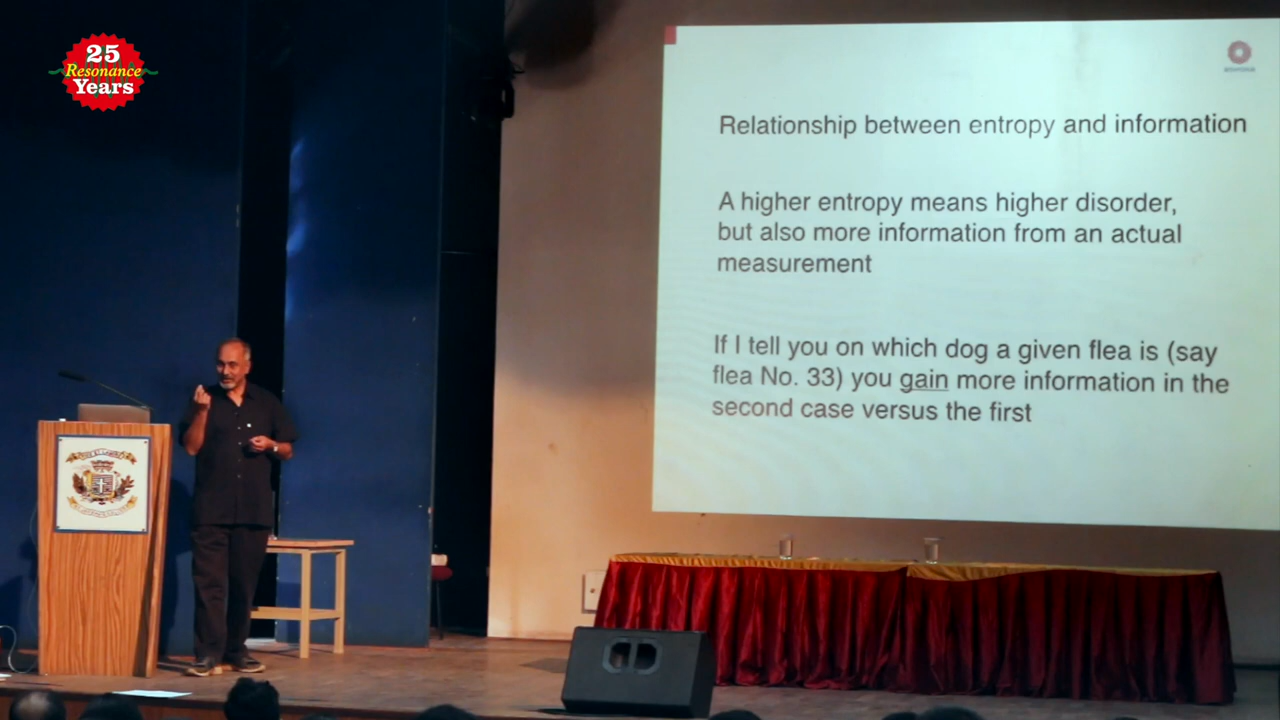 25
Resonance
Years
Relationship between entropy and information
A higher entropy means higher disorder,
but also more information from an actual
measurement
If I tell you on which dog a given flea is (say
flea No. 33) you gain more information in the
second case versus the first